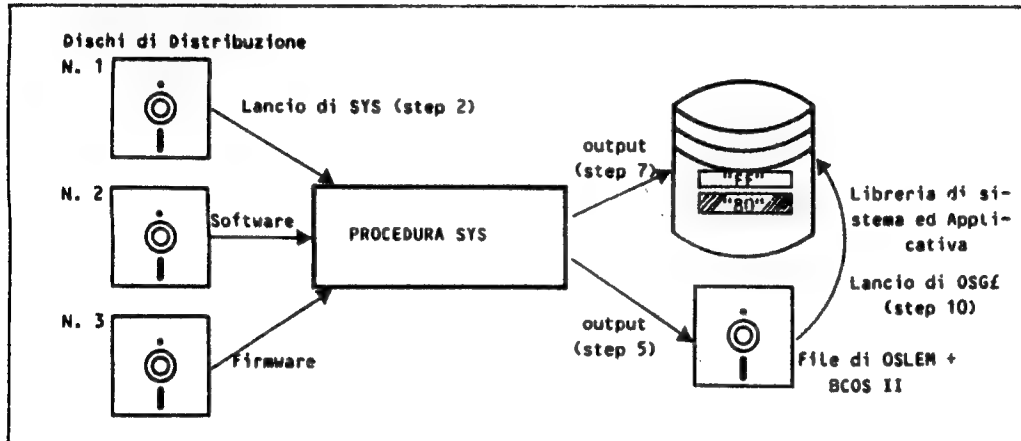 Dischi di Distribuzione
N. 1
Lancio di SYS (step 2)
N. 2
Software
N. 3
Firmware
PROCEDURA SYS
output
(step 7)
"FF"
"80"
Libreria di si-
stema ed Appli-
cativa
Lancio di OSG£
(step 10)
output
(step 5)
File di OSLEM +
BCOS II